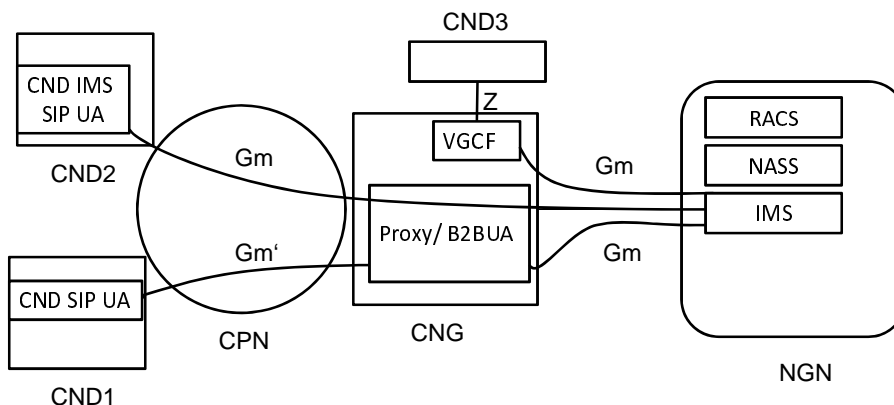 CND3
CND IMS
SIP UA
Z
RACS
VGCF
CND2
Gm
Gm
NASS
IMS
Proxy/ B2BUA
Gm‘
Gm
CND SIP UA
CPN
CNG
NGN
CND1